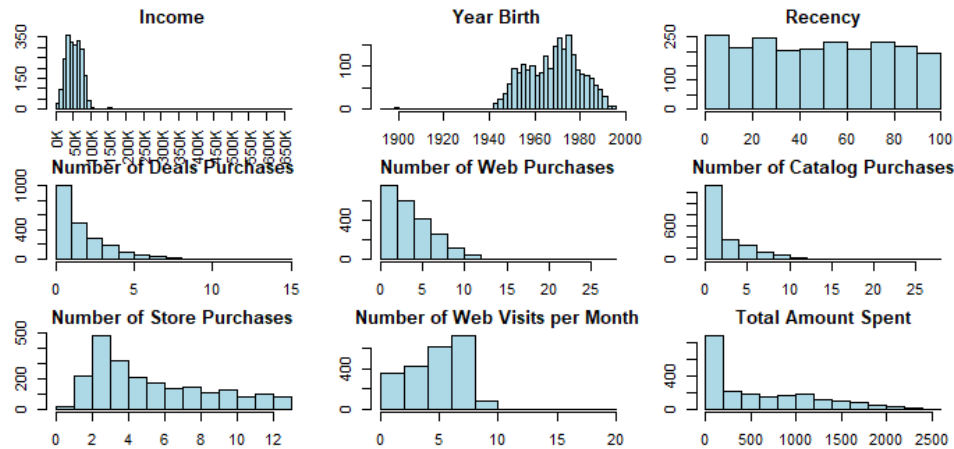 Income
350
150
0
0K
50K
100K
150K
200K
250K
300K
350K
400K
450K
500K
550K
600K
650K
Year Birth
100
0
1900 1920 1940 1960 1980 2000
Recency
250
100
0
0 20 40 60 80 100
Number of Deals Purchases
1000
400
0
0 5 10 15
Number of Web Purchases
400
0
0 5 10 15 20 25
Number of Catalog Purchases
600
0
0 5 10 15 20 25
Number of Store Purchases
500
200
0
0 2 4 6 8 10 12
Number of Web Visits per Month
400
0
0 5 10 15 20
Total Amount Spent
400
0
0 500 1000 1500 2000 2500